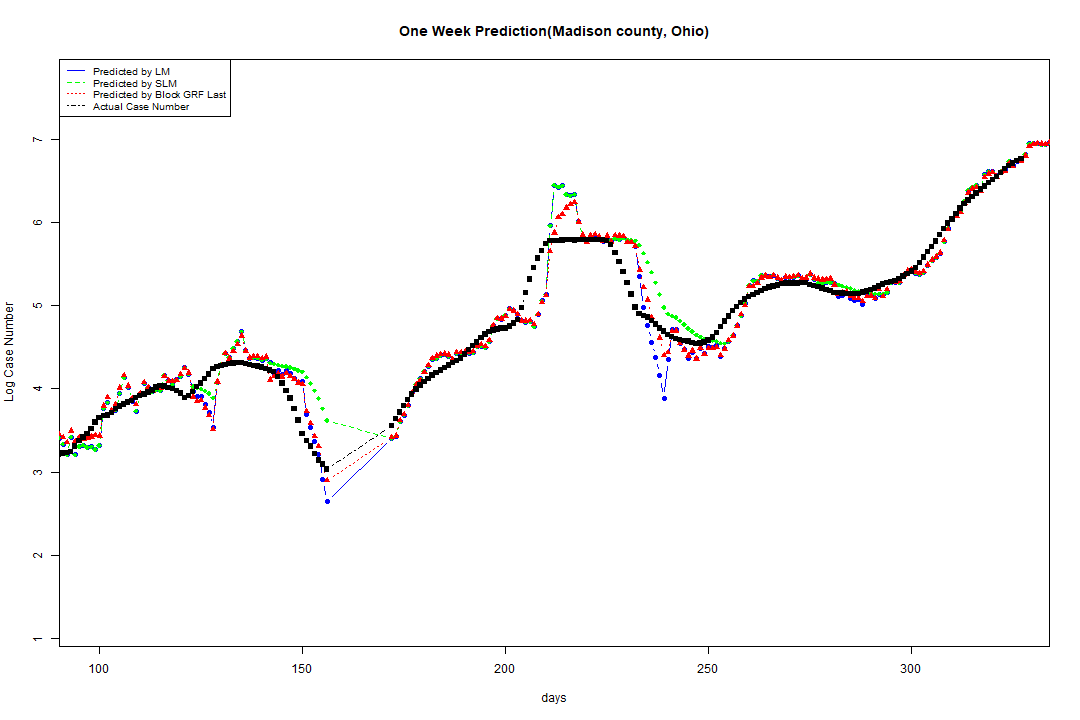 One Week Prediction(Madison county, Ohio)
Predicted by LM
Predicted by SLM
Predicted by Block GRF Last
Actual Case Number
7
6
5
4
3
2
1
Log Case Number
100 150 200 250 300
days